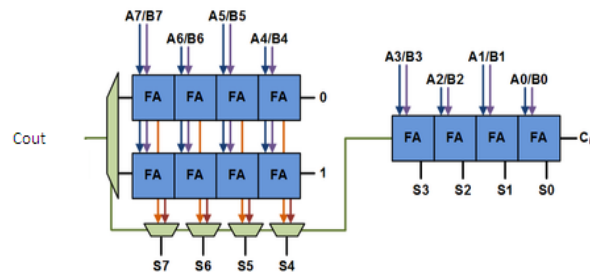 A7/B7 A5/B5
A6/B6 A4/B4
A3/B3 A1/B1
A2/B2 A0/B0
FA FA FA FA 0
Cout
FA FA FA FA C
FA FA FA FA 1
S3 S2 S1 S0
S7 S6 S5 S4